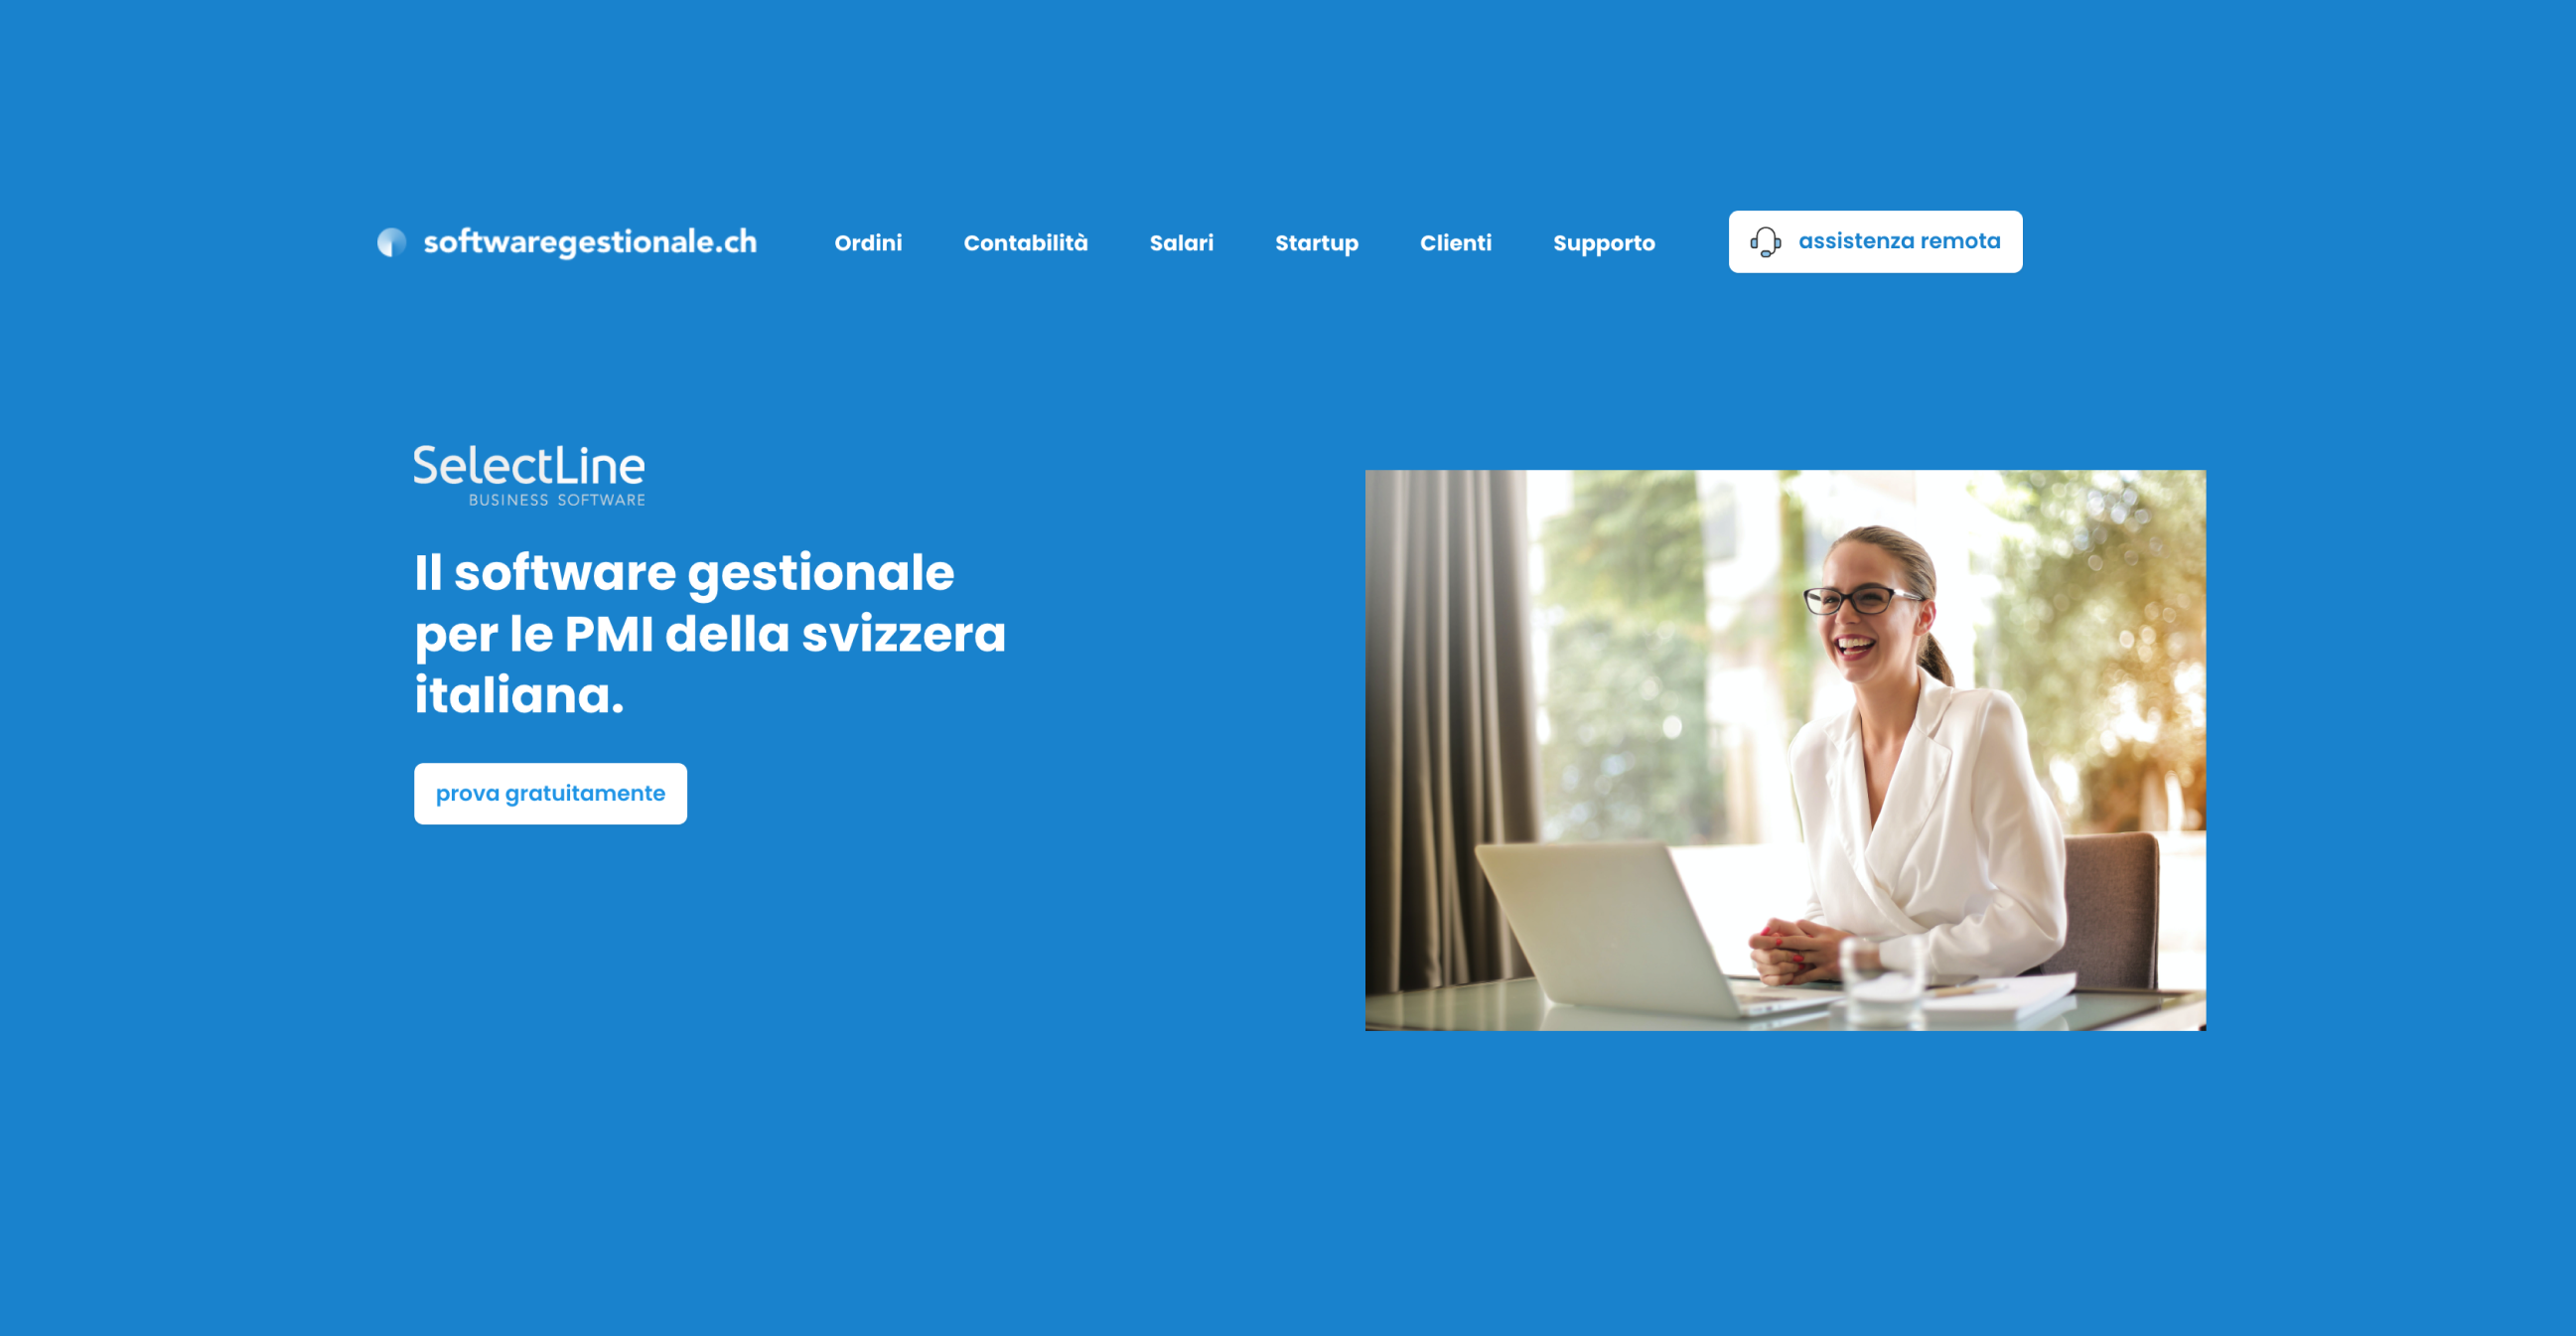 softwaregestionale.ch Ordini Contabilità Salari Startup Clienti Supporto assistenza remota
SelectLine
BUSINESS SOFTWARE
Il software gestionale
per le PMI della svizzera
italiana.
prova gratuitamente